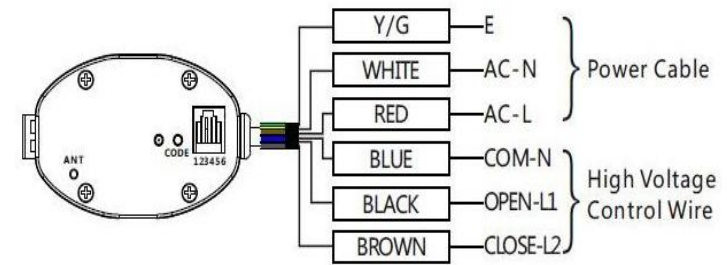 Y/G E
WHITE AC-N
RED AC-L
Power Cable
BLUE COM-N
BLACK OPEN-L1
BROWN CLOSE-L2
High Voltage
Control Wire
ANT
CODE
123456